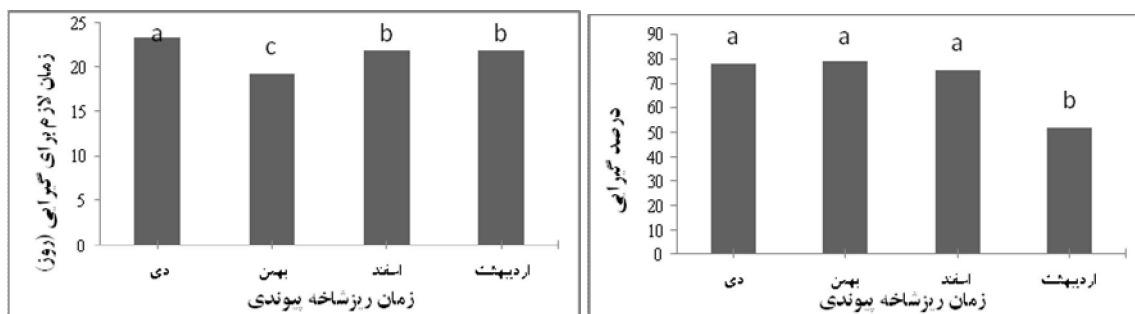 زمان لازم برای گیرایی (روز)
25
20
15
10
5
0
a
c
b
b
دی
بهمن
اسفند
اردیبهشت
زمان ریزشاخه پیوندی
درصد گیرایی
90
80
70
60
50
40
30
20
10
0
a
a
a
b
دی
بهمن
اسفند
اردیبهشت
زمان ریزشاخه پیوندی